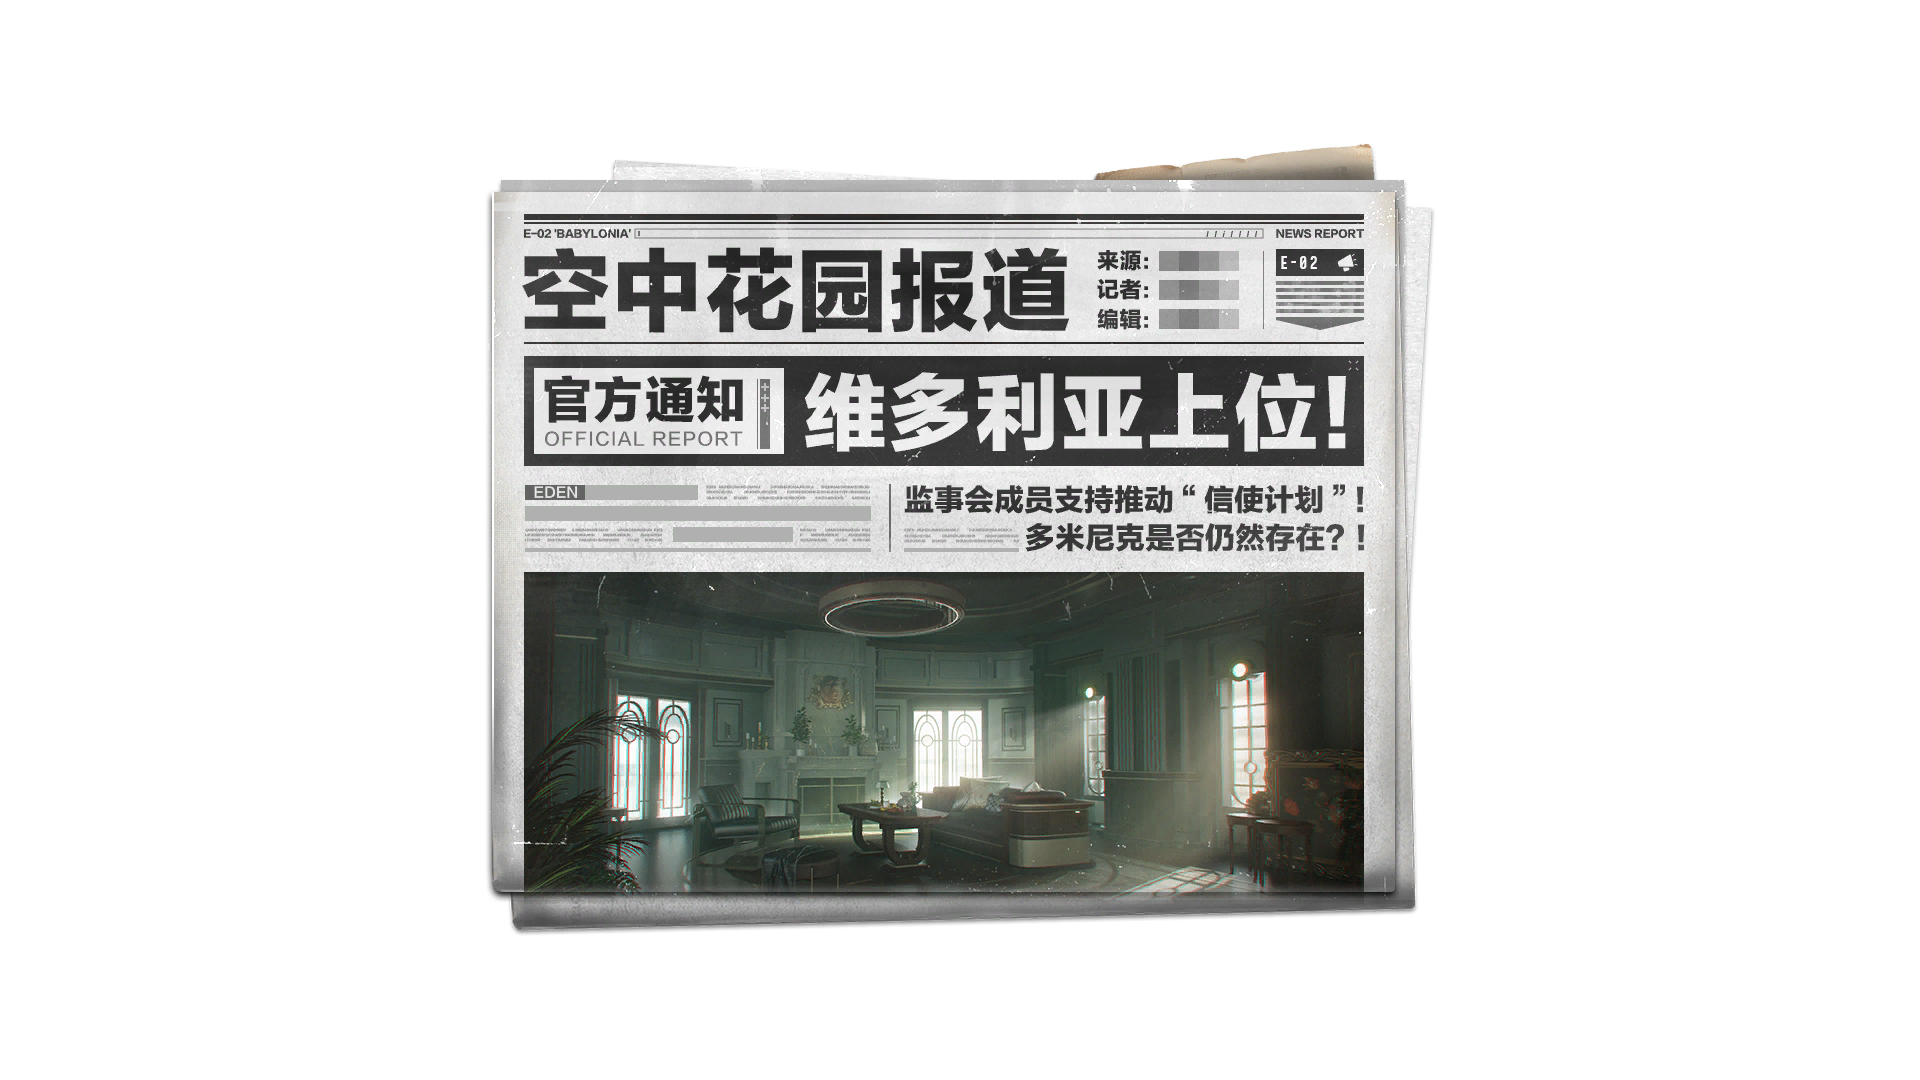 E-02 'BABYLONIA'
NEWS REPORT
空中花园报道
来源:
记者:
编辑:
E-02
官方通知
OFFICIAL REPORT
维多利亚上位!
EDEN
监事会成员支持推动“信使计划”!
多米尼克是否仍然存在?!